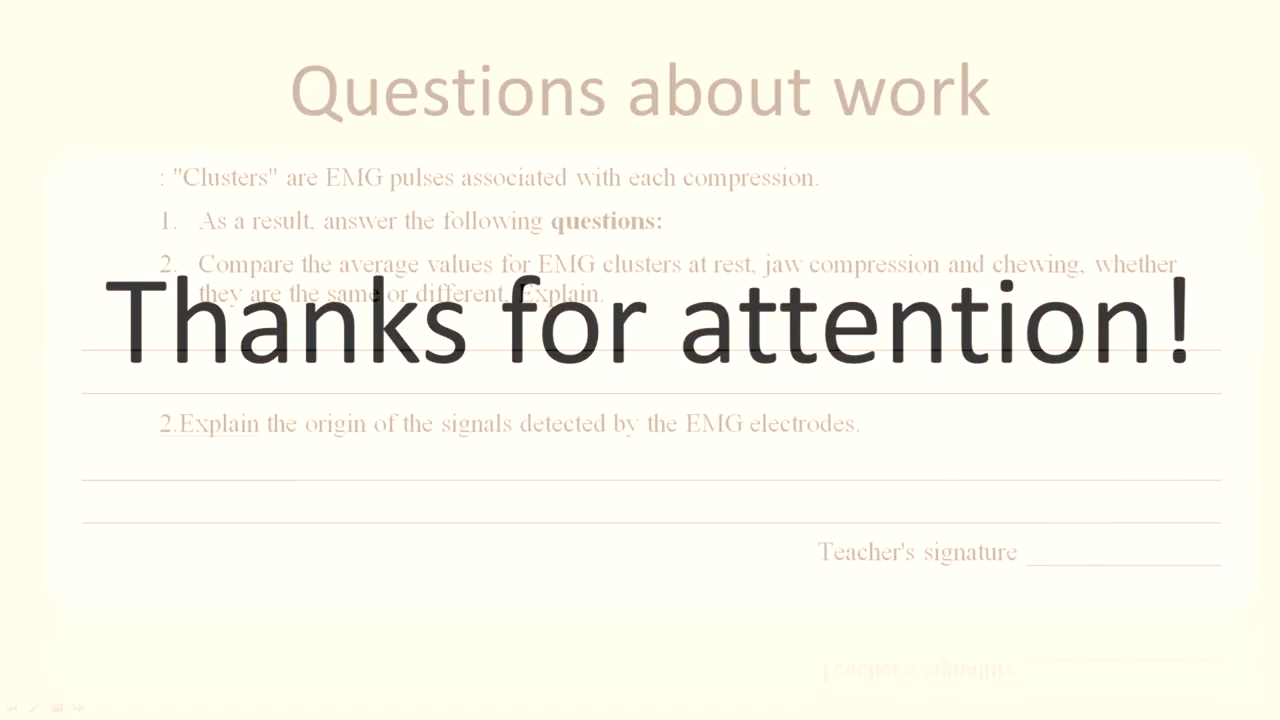 Questions about work
: "Clusters" are EMG pulses associated with each compression.
1. As a result, answer the following questions:
2. Compare the average values for EMG clusters at rest, jaw compression and chewing, whether
they are the same or different. Explain.
Thanks for attention!
2.Explain the origin of the signals detected by the EMG electrodes.
Teacher's signature
Teacher's signature